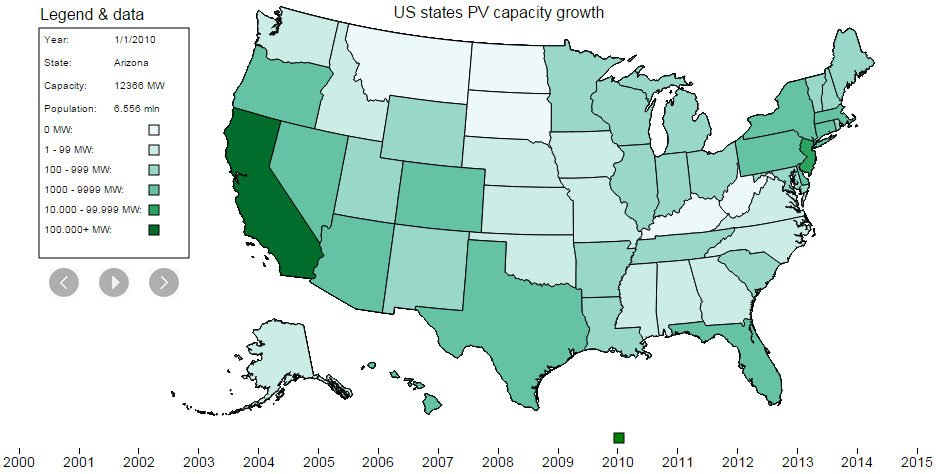 US states PV capacity growth
Legend & data
Year: 1/1/2010
State: Arizona
Capacity: 12366 MW
Population: 6.556 mln
0 MW:
1 - 99 MW:
100 - 999 MW:
1000 - 9999 MW:
10.000 - 99.999 MW:
100.000+ MW:
2000 2001 2002 2003 2004 2005 2006 2007 2008 2009 2010 2011 2012 2013 2014 2015